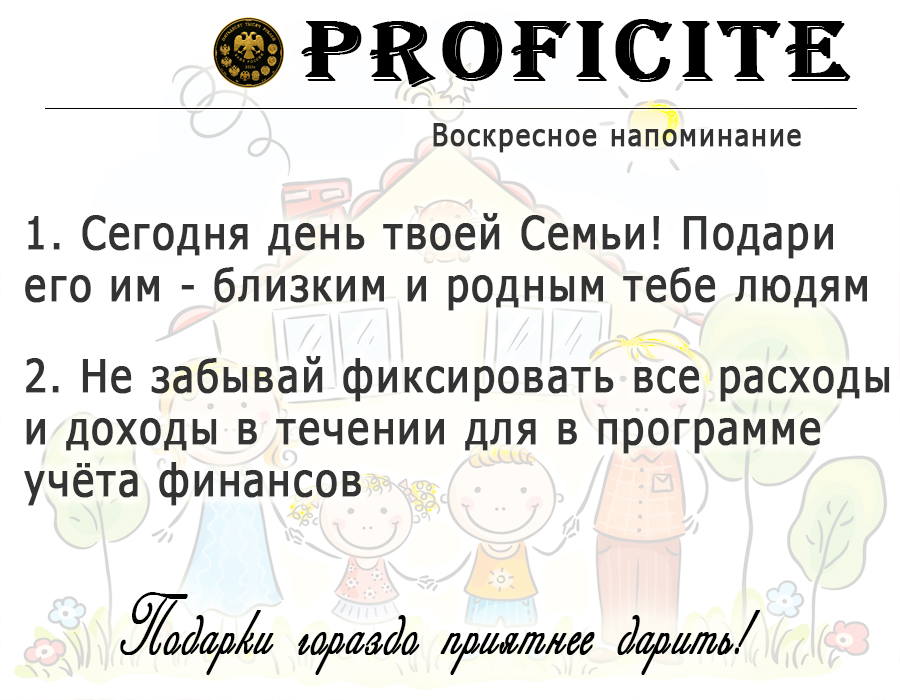 PROFICITE
Воскресное напоминание
1. Сегодня день твоей Семьи! Подари
его им - близким и родным тебе людям
2. Не забывай фиксировать все расходы
и доходы в течении для в программе
учёта финансов
Подарки гораздо приятнее дарить!